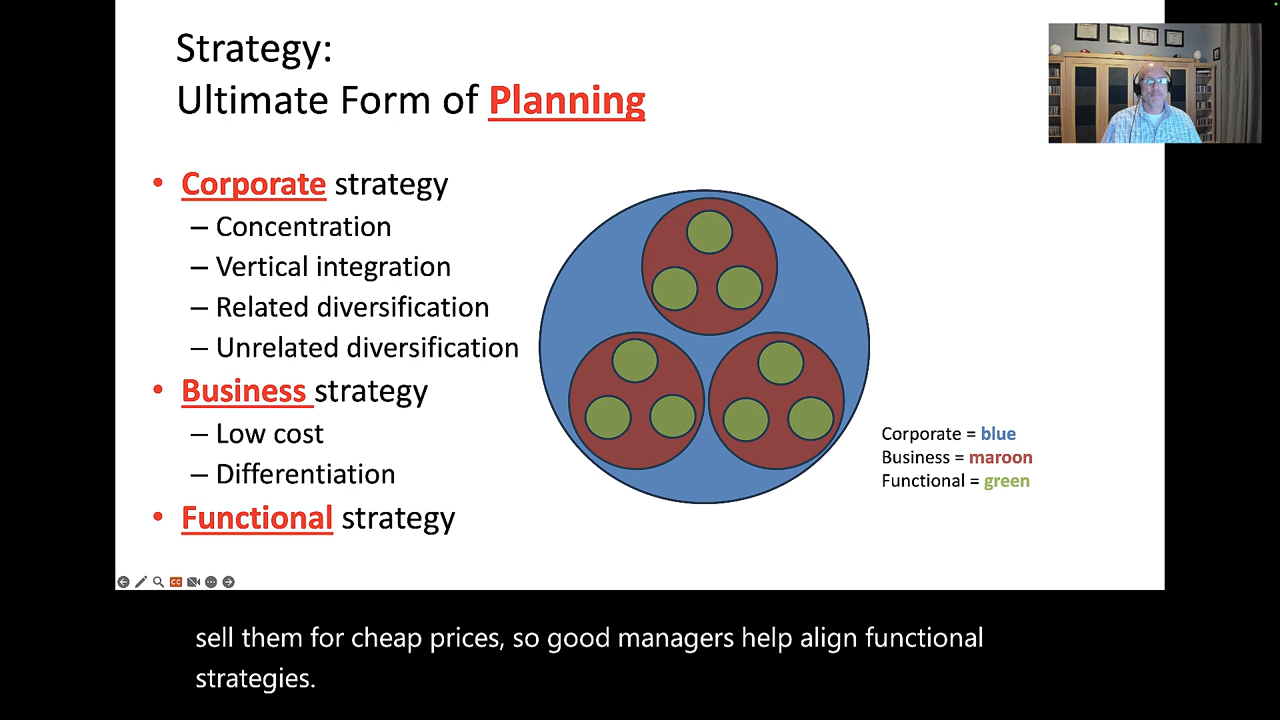 Strategy:
Ultimate Form of Planning
• Corporate strategy
– Concentration
– Vertical integration
– Related diversification
– Unrelated diversification
• Business strategy
– Low cost
– Differentiation
• Functional strategy
Corporate = blue
Business = maroon
Functional = green
CC
sell them for cheap prices, so good managers help align functional
strategies.